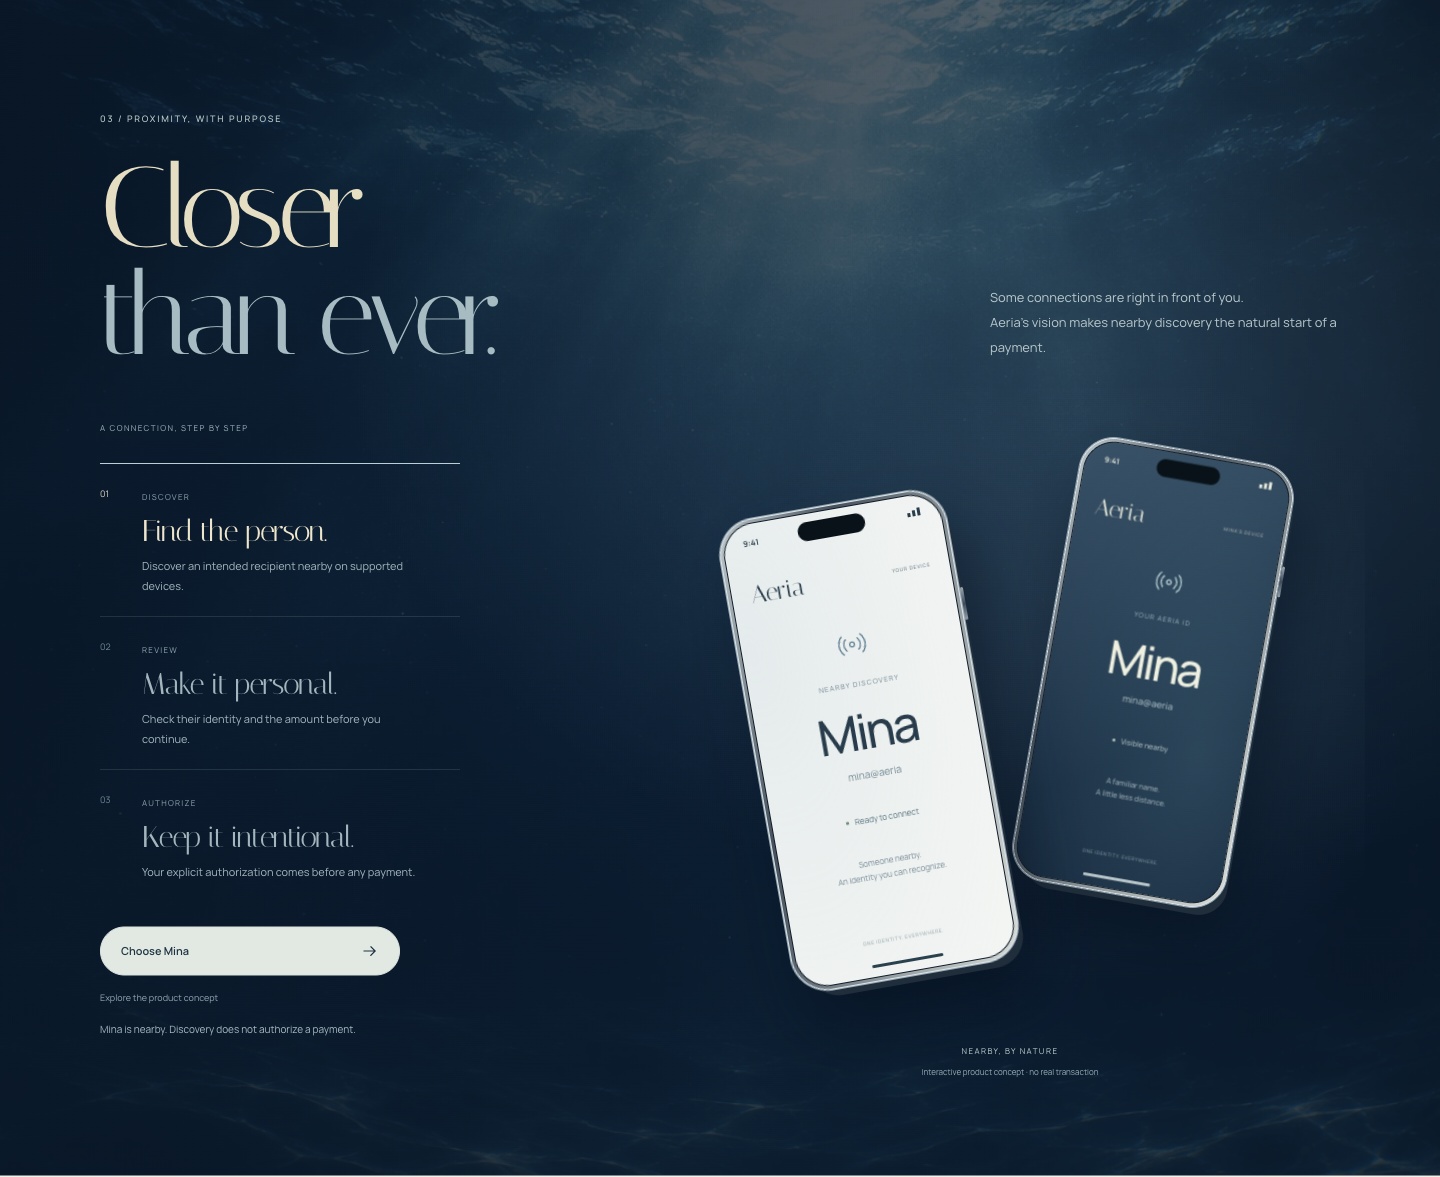 03 / PROXIMITY, WITH PURPOSE
Closer
than ever.
Some connections are right in front of you.
Aeria's vision makes nearby discovery the natural start of a
payment.
A CONNECTION, STEP BY STEP
01
DISCOVER
Find the person.
Discover an intended recipient nearby on supported
devices.
02
REVIEW
Make it personal.
Check their identity and the amount before you
continue.
03
AUTHORIZE
Keep it intentional.
Your explicit authorization comes before any payment.
Choose Mina
Explore the product concept
Mina is nearby. Discovery does not authorize a payment.
9:41
Aeria
YOUR DEVICE
NEARBY DISCOVERY
Mina
mina@aeria
Ready to connect
Someone nearby.
An identity you can recognize.
ONE IDENTITY EVERYWHERE.
9:41
Aeria
MINA'S DEVICE
YOUR AERIA ID
Mina
mina@aeria
Visible nearby
A familiar name.
A little less distance.
ONE IDENTITY EVERYWHERE.
NEARBY, BY NATURE
Interactive product concept · no real transaction